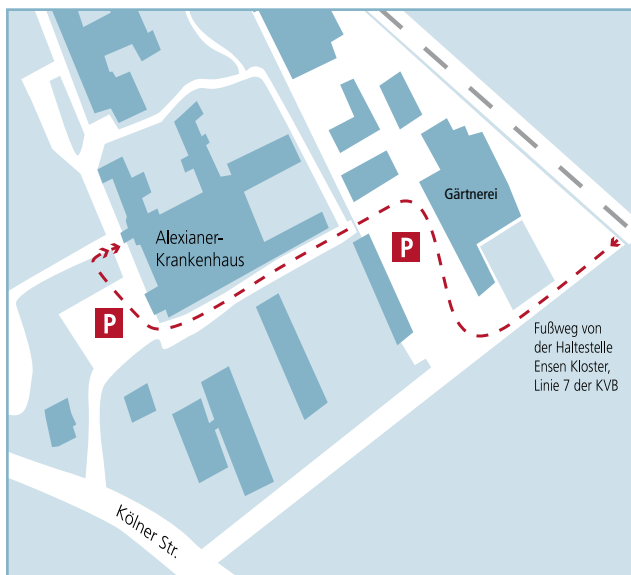 Gärtnerei
Alexianer-
Krankenhaus
P
P
Fußweg von
der Haltestelle
Ensen Kloster,
Linie 7 der KVB
Kölner Str.